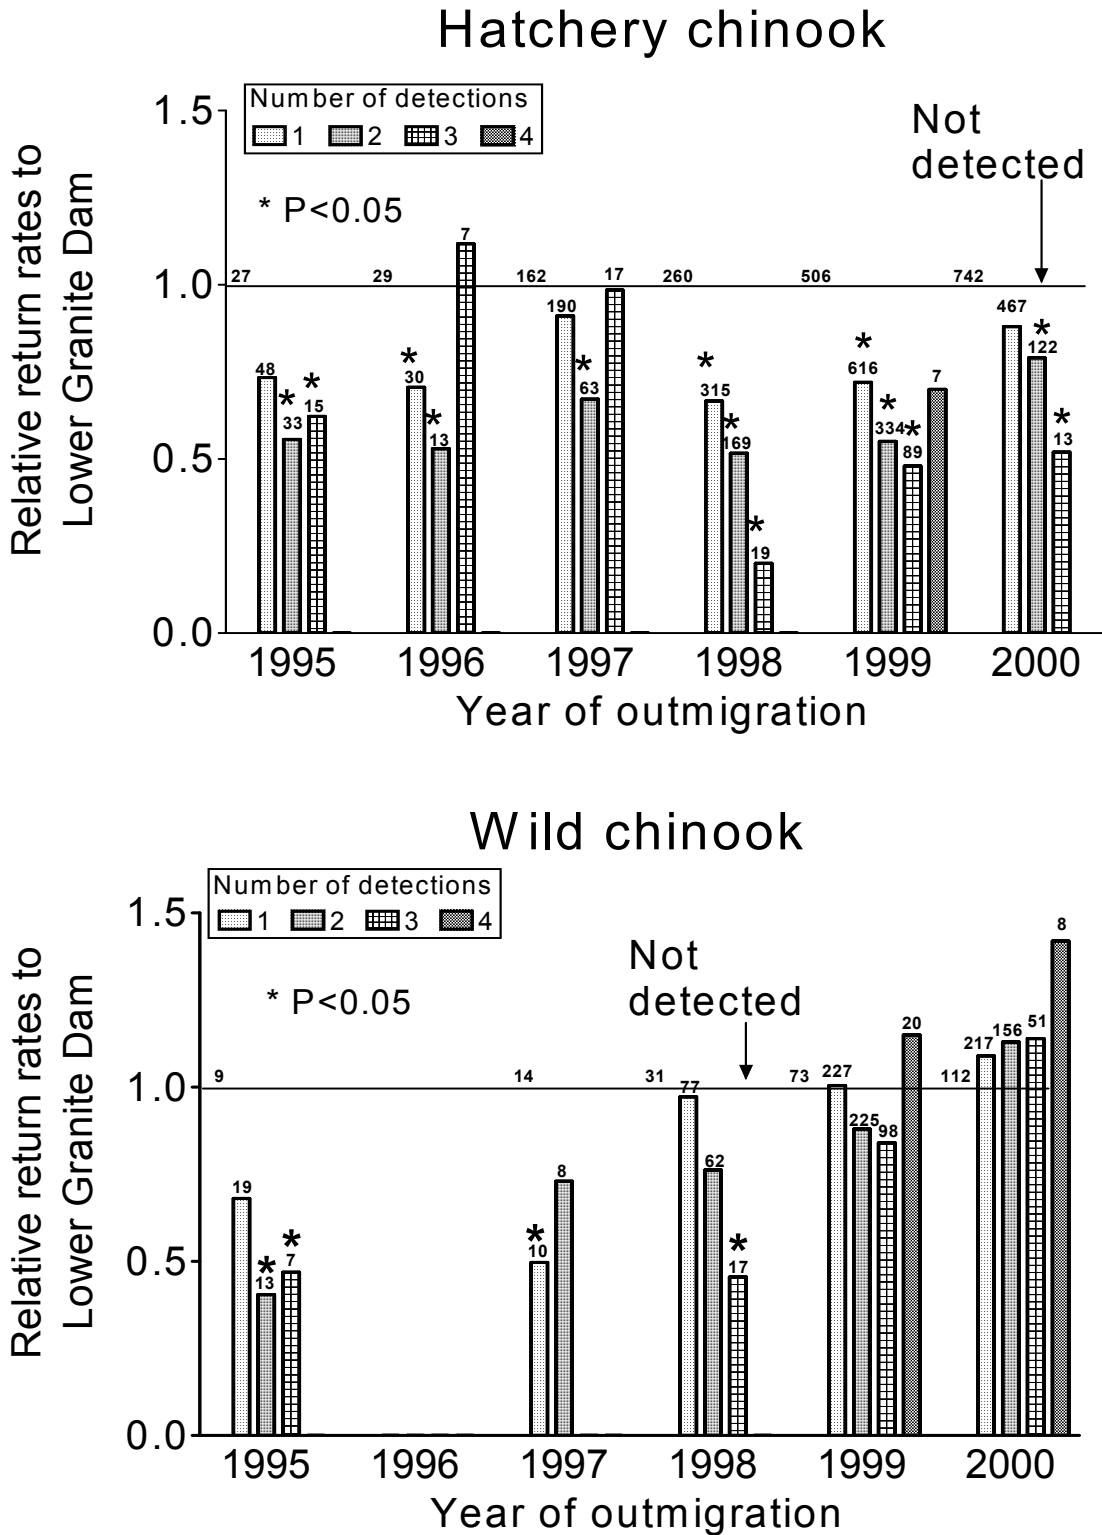 Hatchery chinook
Relative return rates to
Lower Granite Dam
1.5
1.0
0.5
0.0
Number of detections
1 2 3 4
* P<0.05
Not
detected
27 29 7 162 17 260 506 742
48 * 33 * 15
* 30 * 13
190 * 63
* 315 * 169 * 19
* 616 * 334 * 89 7
467 * 122 * 13
1995 1996 1997 1998 1999 2000
Year of outmigration
Wild chinook
Relative return rates to
Lower Granite Dam
1.5
1.0
0.5
0.0
Number of detections
1 2 3 4
* P<0.05
Not
detected
9 14 31 73 112
19 * 13 * 7
* 10 8
77 62 * 17
227 225 98 20
217 156 51 8
1995 1996 1997 1998 1999 2000
Year of outmigration